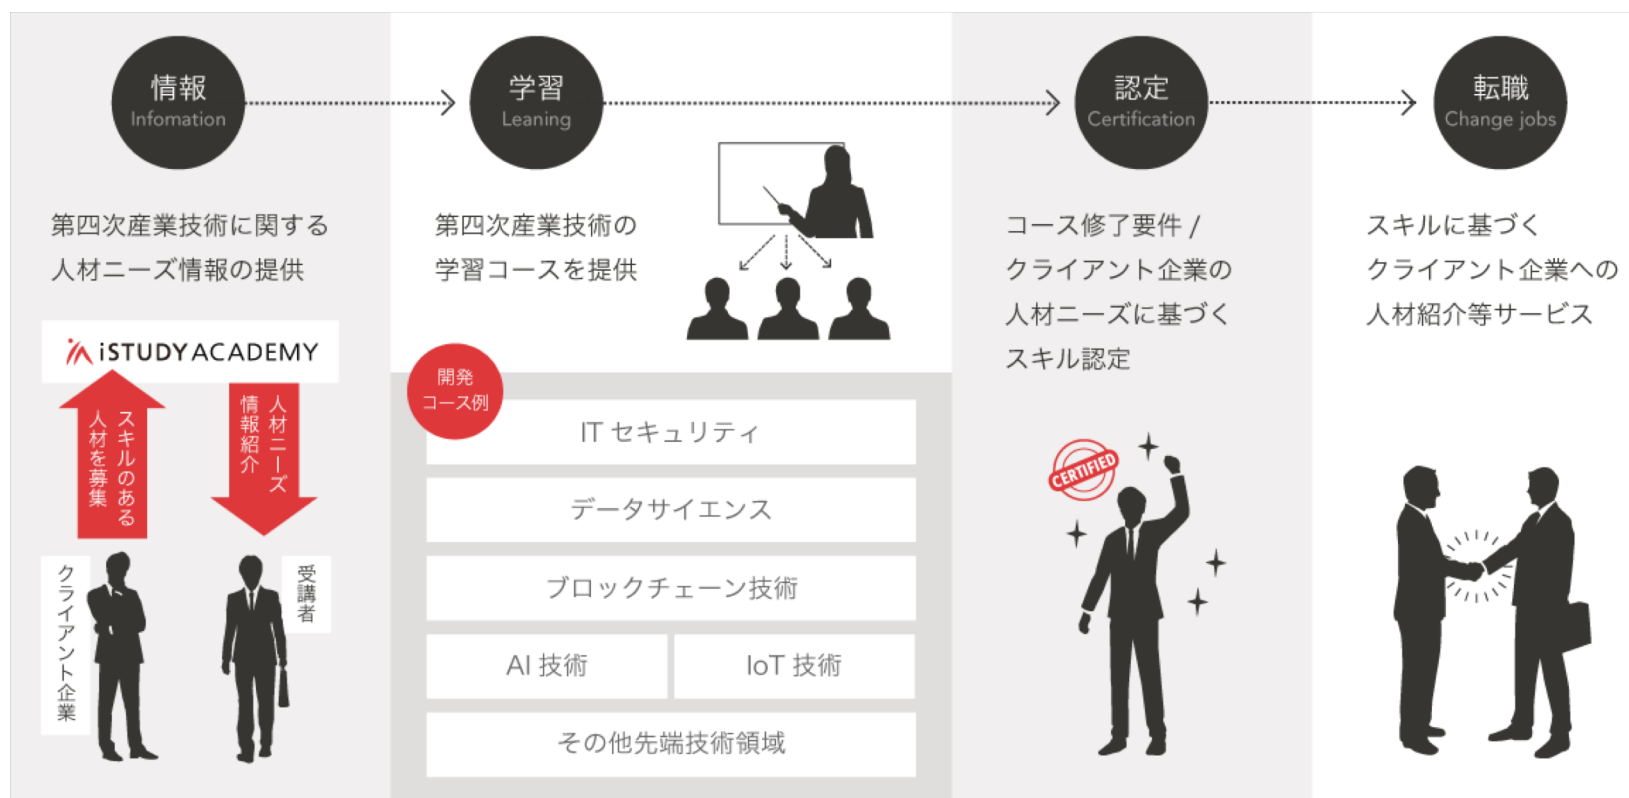 情報
Infomation
学習
Leaning
認定
Certification
転職
Change jobs
第四次産業技術に関する
人材ニーズ情報の提供
iSTUDY ACADEMY
スキルのある
人材を募集
人材ニーズ
情報紹介
クライアント企業
受講者
第四次産業技術の
学習コースを提供
開発
コース例
IT セキュリティ
データサイエンス
ブロックチェーン技術
AI 技術
IoT 技術
その他先端技術領域
コース修了要件 /
クライアント企業の
人材ニーズに基づく
スキル認定
CERTIFIED
スキルに基づく
クライアント企業への
人材紹介等サービス